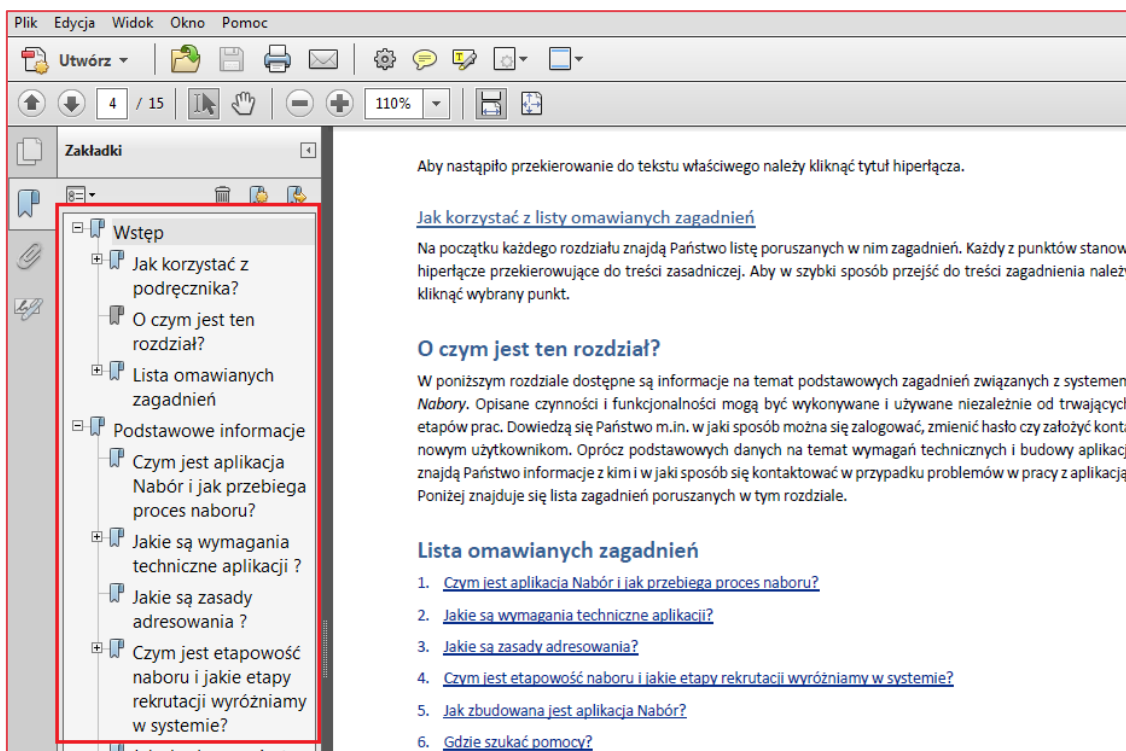 Plik Edycja Widok Okno Pomoc
Utwórz
4 / 15 110%
Zakładki
Wstęp
Jak korzystać z
podręcznika?
O czym jest ten
rozdział?
Lista omawianych
zagadnień
Podstawowe informacje
Czym jest aplikacja
Nabór i jak przebiega
proces naboru?
Jakie są wymagania
techniczne aplikacji ?
Jakie są zasady
adresowania ?
Czym jest etapowość
naboru i jakie etapy
rekrutacji wyróżniamy
w systemie?
Aby nastąpiło przekierowanie do tekstu właściwego należy kliknąć tytuł hiperłącza.
Jak korzystać z listy omawianych zagadnień
Na początku każdego rozdziału znajdą Państwo listę poruszanych w nim zagadnień. Każdy z punktów stanow
hiperłącze przekierowujące do treści zasadniczej. Aby w szybki sposób przejść do treści zagadnienia należy
kliknąć wybrany punkt.
O czym jest ten rozdział?
W poniższym rozdziale dostępne są informacje na temat podstawowych zagadnień związanych z systemem
Nabory. Opisane czynności i funkcjonalności mogą być wykonywane i używane niezależnie od trwających
etapów prac. Dowiedzą się Państwo m.in. w jaki sposób można się zalogować, zmienić hasło czy założyć konta
nowym użytkownikom. Oprócz podstawowych danych na temat wymagań technicznych i budowy aplikacj
znajdą Państwo informacje z kim i w jaki sposób się kontaktować w przypadku problemów w pracy z aplikacją
Poniżej znajduje się lista zagadnień poruszanych w tym rozdziale.
Lista omawianych zagadnień
1. Czym jest aplikacja Nabór i jak przebiega proces naboru?
2. Jakie są wymagania techniczne aplikacji?
3. Jakie są zasady adresowania?
4. Czym jest etapowość naboru i jakie etapy rekrutacji wyróżniamy w systemie?
5. Jak zbudowana jest aplikacja Nabór?
6. Gdzie szukać pomocy?